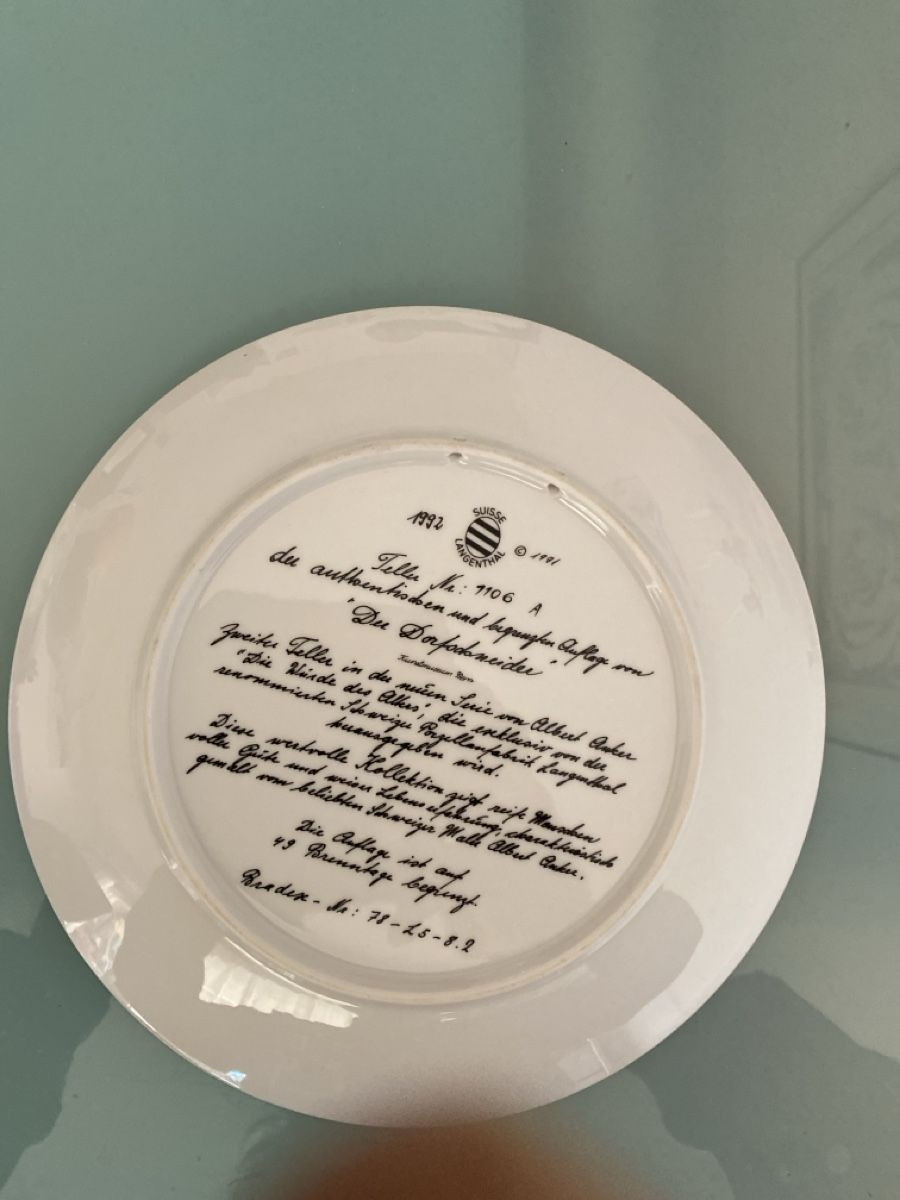 1992
SUISSE
LANGENTHAL
© 1991
Teller Nr.: 1106 A
der authentischen und begrenzten Auflage von
"Der Dorfschneider"
Kunstmuseum Bern
Zweiter Teller in der neuen Serie von Albert Anker
"Die Würde des Alters", die exklusiv von der
renommierten Schweizer Porzellanfabrik Langenthal
herausgegeben wird.
Diese wertvolle Kollektion zeigt reife Menschen
voller Güte und weiser Lebenserfahrung, charakteristisch
gemalt vom beliebten Schweizer Maler Albert Anker.
Die Auflage ist auf
49 Brenntage begrenzt.
Bradex-Nr: 78-L5-8.2